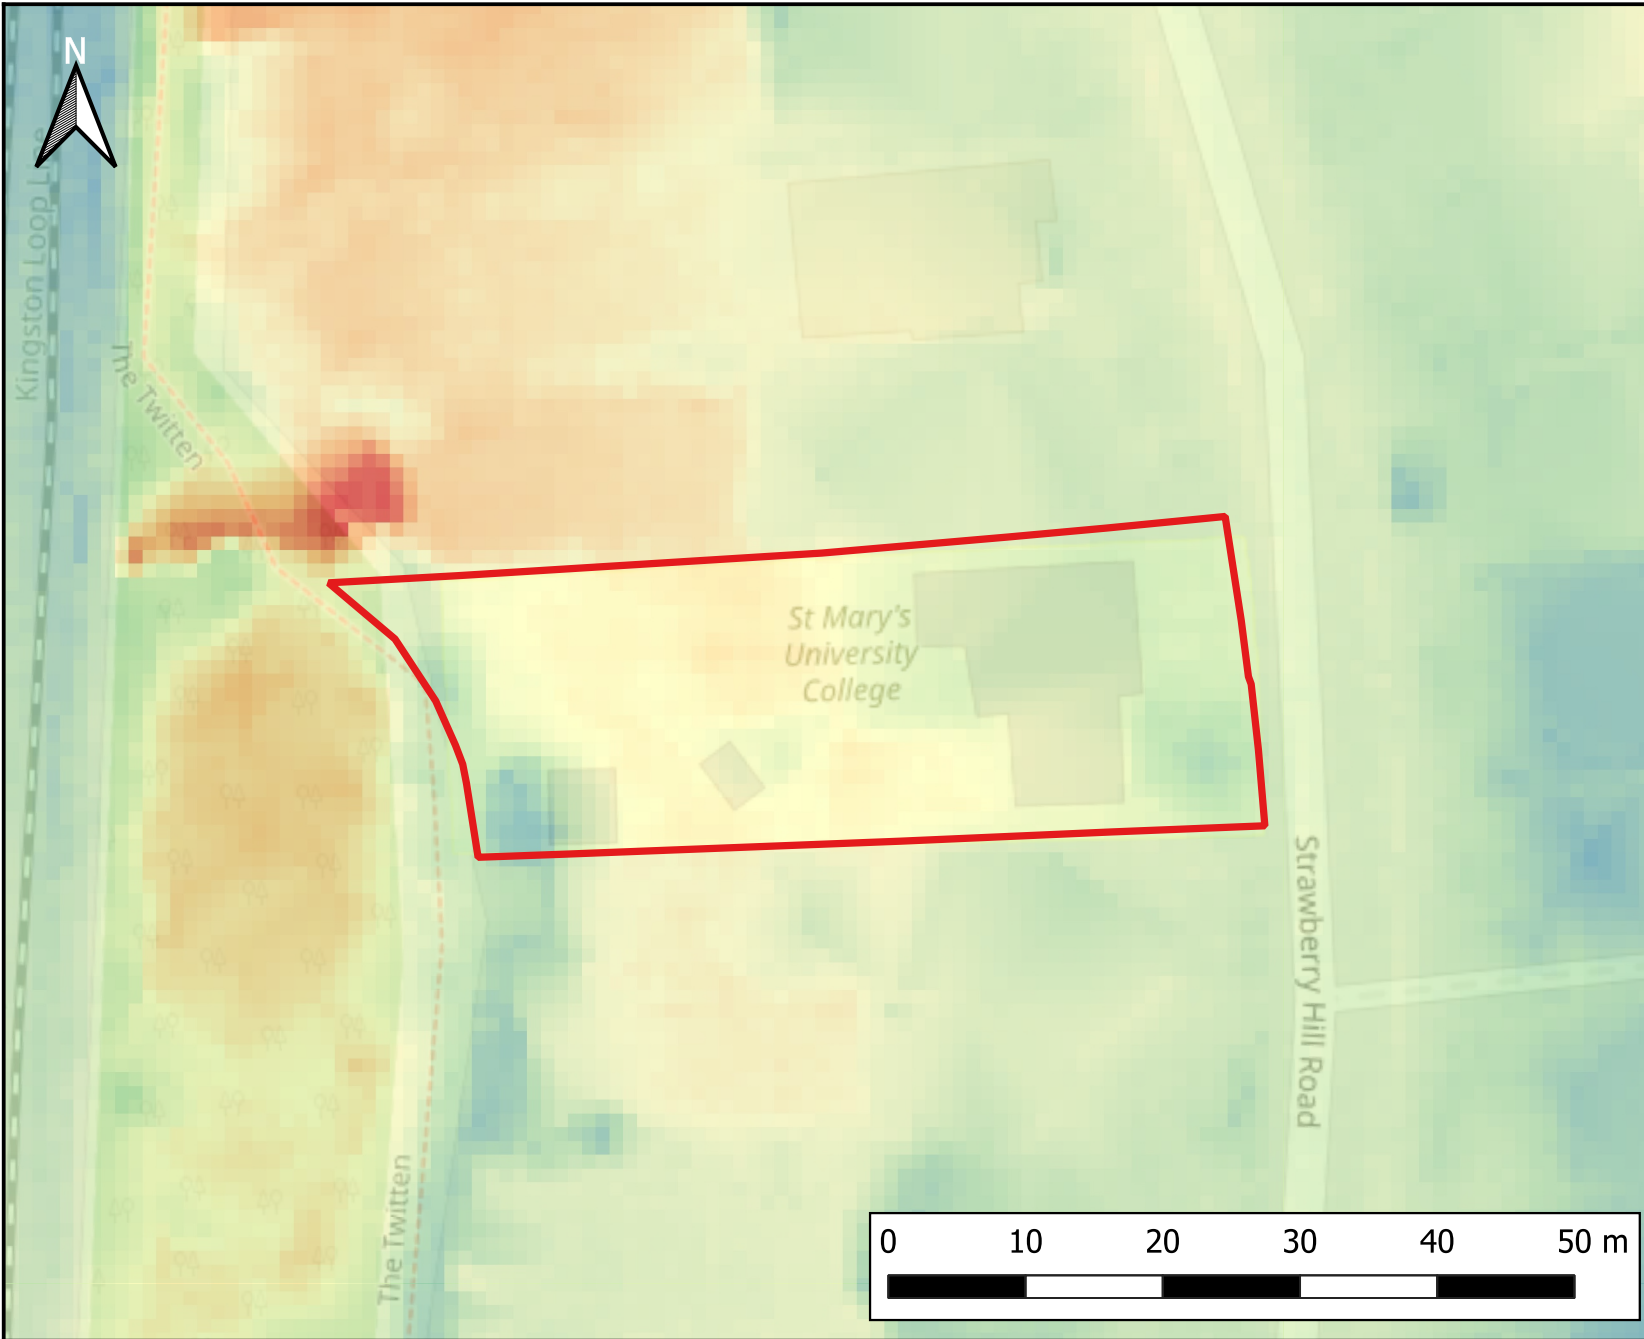 N
Kingston Loop Line
The Twitten
St Mary's
University
College
Strawberry Hill Road
The Twitten
0 10 20 30 40 50 m